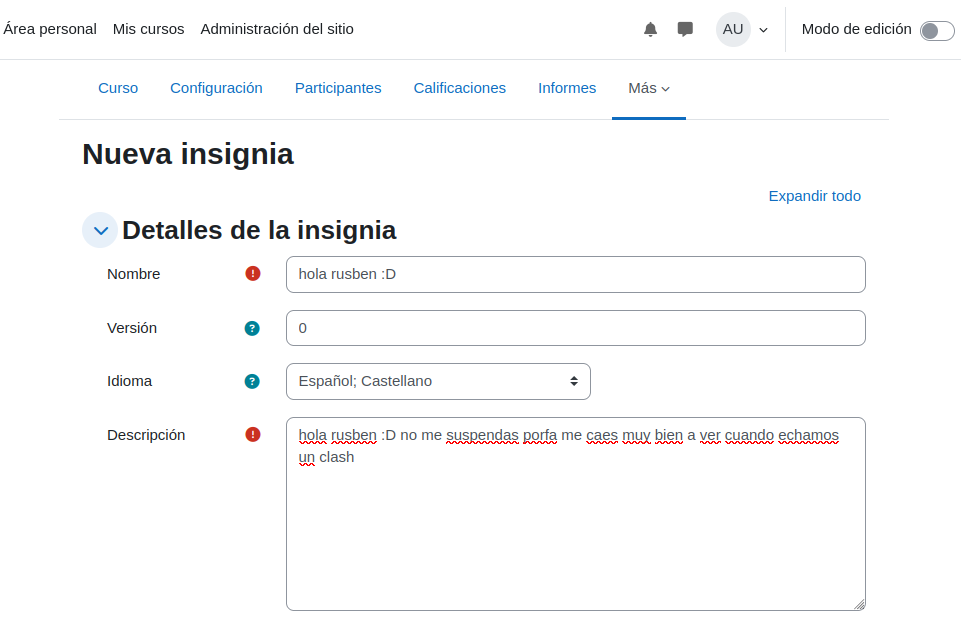 Área personal Mis cursos Administración del sitio AU Modo de edición
Curso Configuración Participantes Calificaciones Informes Más
Nueva insignia
Expandir todo
Detalles de la insignia
Nombre ! hola rusben :D
Versión ? 0
Idioma ? Español; Castellano
Descripción ! hola rusben :D no me suspendas porfa me caes muy bien a ver cuando echamos
un clash